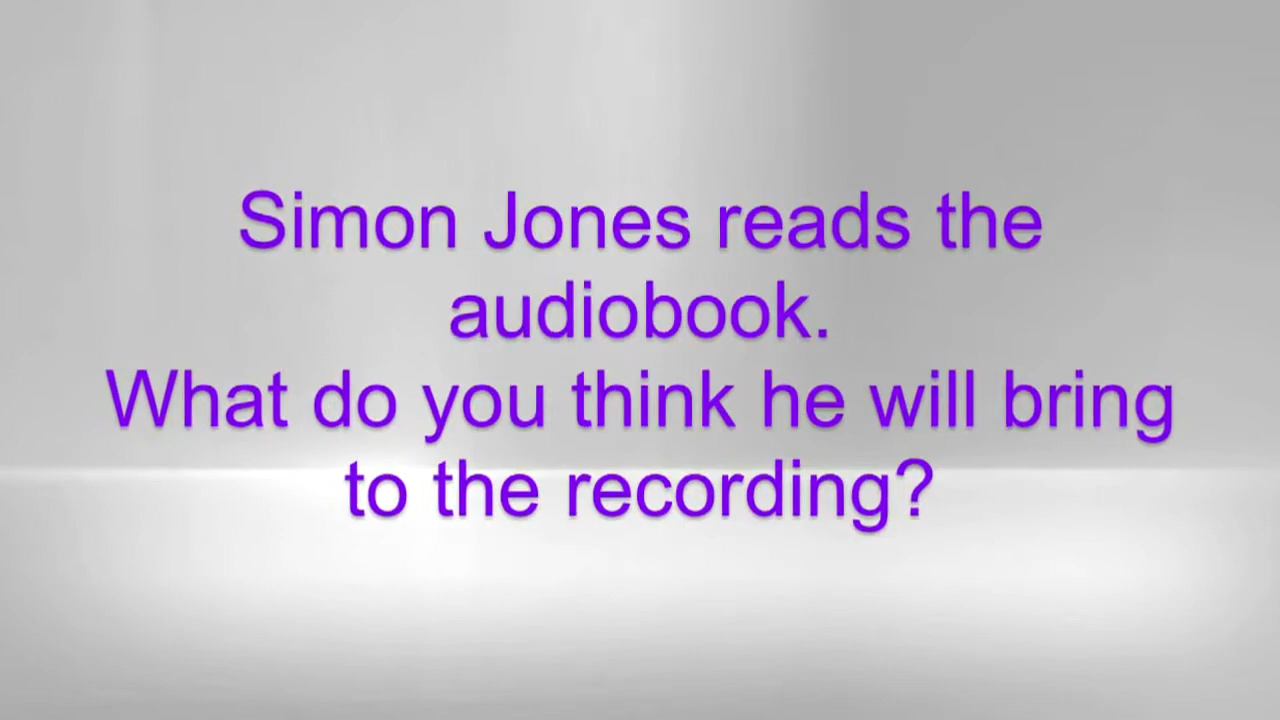 Simon Jones reads the
audiobook.
What do you think he will bring
to the recording?